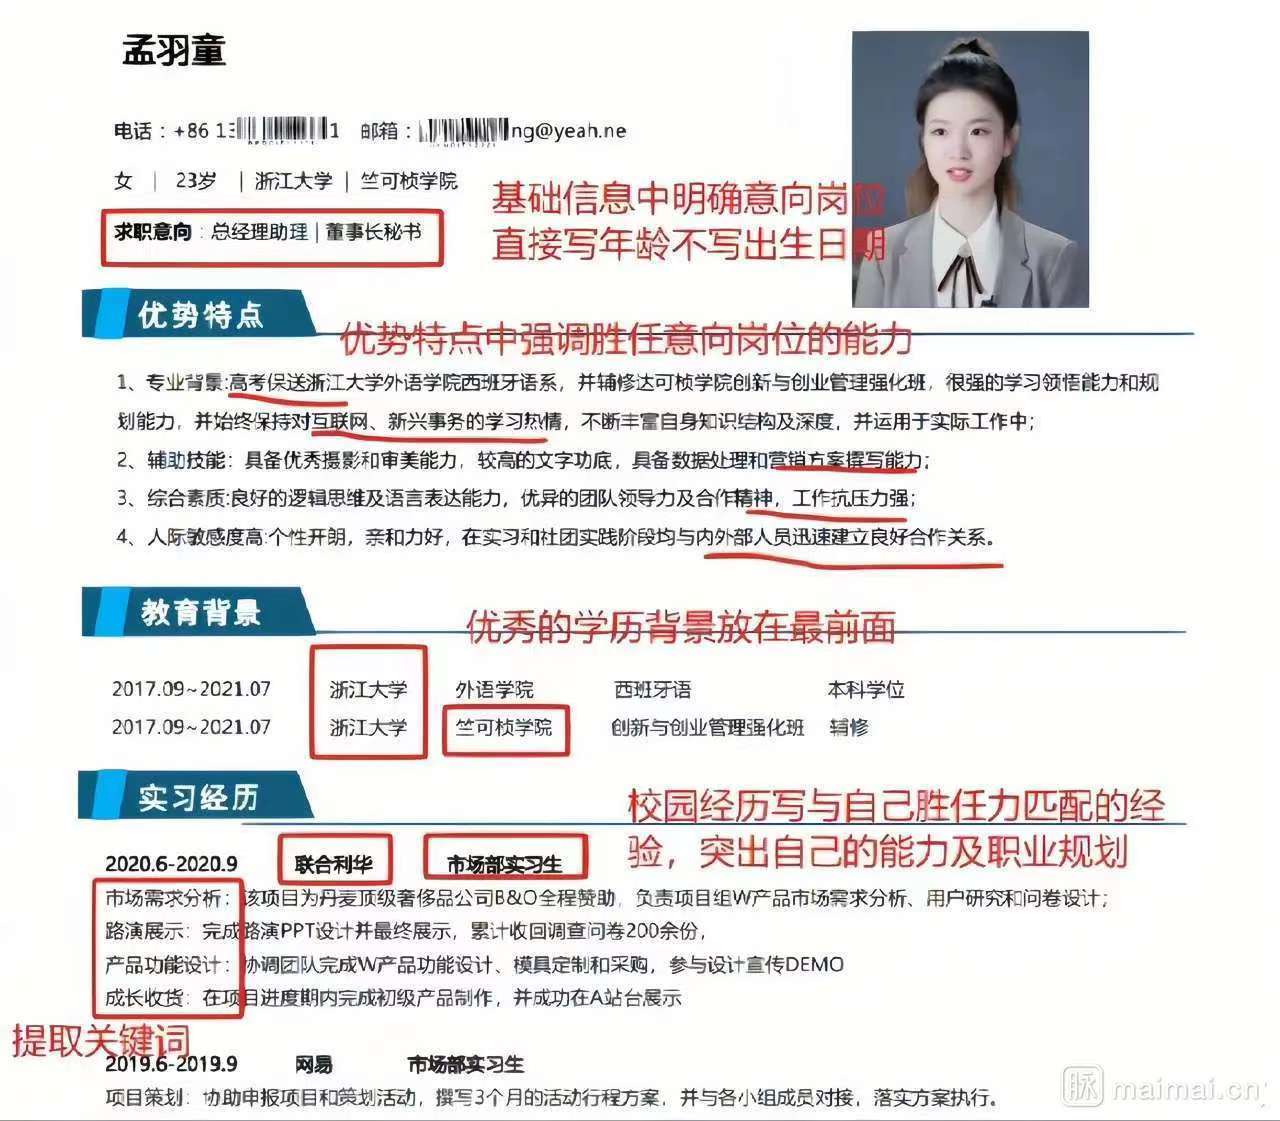 孟羽童
电话：+86 13 1 邮箱： ng@yeah.ne
女 | 23岁 | 浙江大学 | 竺可桢学院
基础信息中明确意向岗位
求职意向：总经理助理 | 董事长秘书
直接写年龄不写出生日期
优势特点
优势特点中强调胜任意向岗位的能力
1、专业背景:高考保送浙江大学外语学院西班牙语系，并辅修达可桢学院创新与创业管理强化班，很强的学习领悟能力和规
划能力，并始终保持对互联网、新兴事务的学习热情，不断丰富自身知识结构及深度，并运用于实际工作中；
2、辅助技能：具备优秀摄影和审美能力，较高的文字功底，具备数据处理和营销方案撰写能力；
3、综合素质:良好的逻辑思维及语言表达能力，优异的团队领导力及合作精神，工作抗压力强；
4、人际敏感度高:个性开朗，亲和力好，在实习和社团实践阶段均与内外部人员迅速建立良好合作关系。
教育背景
优秀的学历背景放在最前面
2017.09~2021.07 浙江大学 外语学院 西班牙语 本科学位
2017.09~2021.07 浙江大学 竺可桢学院 创新与创业管理强化班 辅修
实习经历
校园经历写与自己胜任力匹配的经
验，突出自己的能力及职业规划
2020.6-2020.9 联合利华 市场部实习生
市场需求分析：该项目为丹麦顶级奢侈品公司B&O全程赞助，负责项目组W产品市场需求分析、用户研究和问卷设计；
路演展示：完成路演PPT设计并最终展示，累计收回调查问卷200余份，
产品功能设计：协调团队完成W产品功能设计、模具定制和采购，参与设计宣传DEMO
成长收货：在项目进度期内完成初级产品制作，并成功在A站台展示
提取关键词
2019.6-2019.9 网易 市场部实习生
项目策划：协助申报项目和策划活动，撰写3个月的活动行程方案，并与各小组成员对接，落实方案执行。
脉 maimai.cn